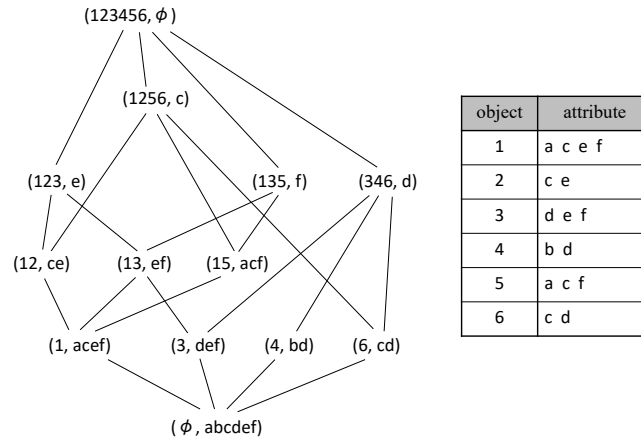 (123456, ϕ)
(1256, c)
(123, e) (135, f) (346, d)
(12, ce) (13, ef) (15, acf)
(1, acef) (3, def) (4, bd) (6, cd)
(ϕ, abcdef)
object attribute
1 a c e f
2 c e
3 d e f
4 b d
5 a c f
6 c d